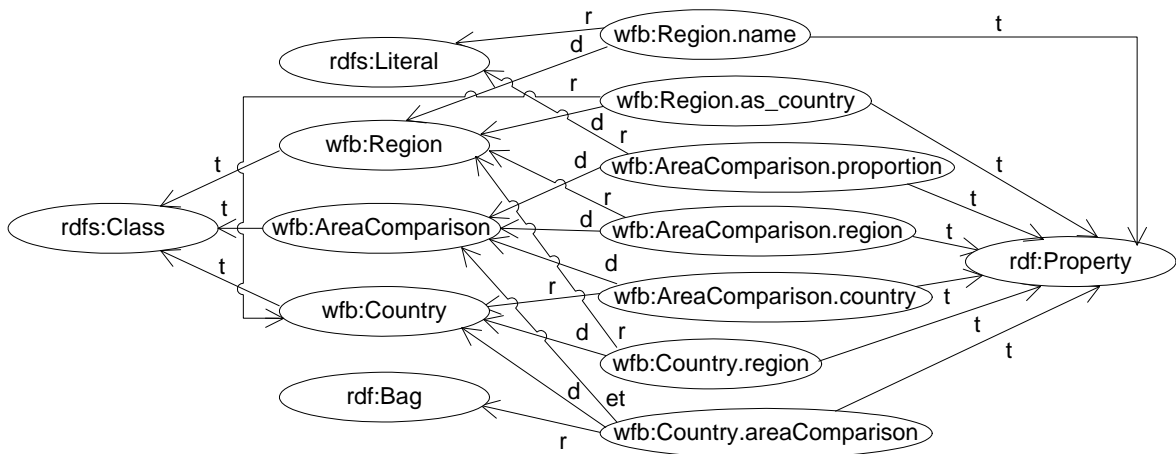 r
wfb:Region.name
t
d
rdfs:Literal
r
wfb:Region.as_country
d
r
wfb:Region
t
d
wfb:AreaComparison.proportion
t
t
r
rdfs:Class
t
wfb:AreaComparison
d
wfb:AreaComparison.region
t
rdf:Property
d
t
r
wfb:AreaComparison.country
t
wfb:Country
d
r
t
wfb:Country.region
t
rdf:Bag
d
et
r
wfb:Country.areaComparison